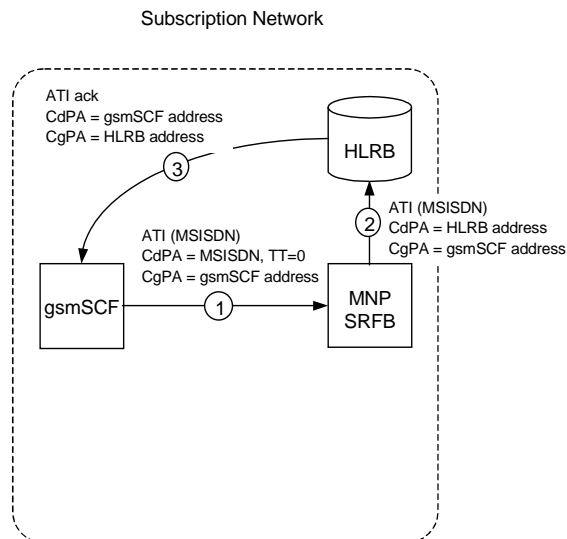 Subscription Network
ATI ack
CdPA = gsmSCF address
CgPA = HLRB address
HLRB
3
2
ATI (MSISDN)
CdPA = HLRB address
CgPA = gsmSCF address
ATI (MSISDN)
CdPA = MSISDN, TT=0
CgPA = gsmSCF address
gsmSCF
1
MNP
SRFB